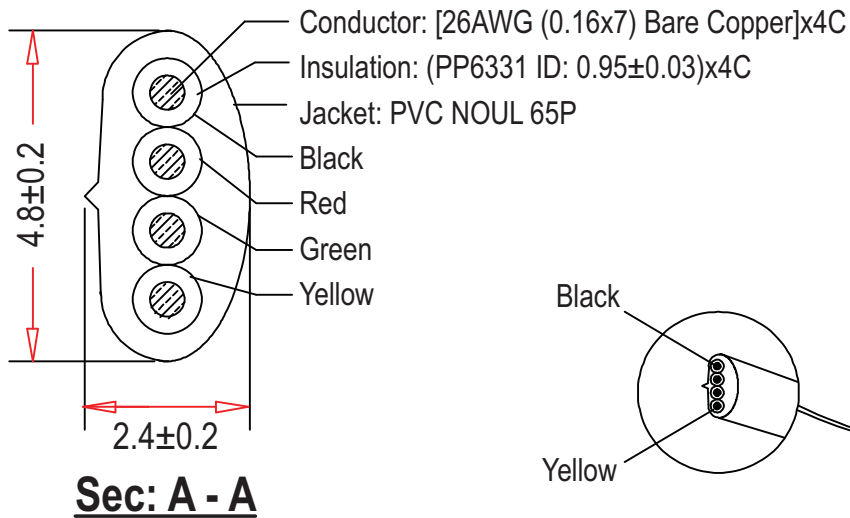 Conductor: [26AWG (0.16x7) Bare Copper]x4C
Insulation: (PP6331 ID: 0.95±0.03)x4C
Jacket: PVC NOUL 65P
Black
Red
Green
Yellow
4.8±0.2
2.4±0.2
Sec: A - A
Black
Yellow